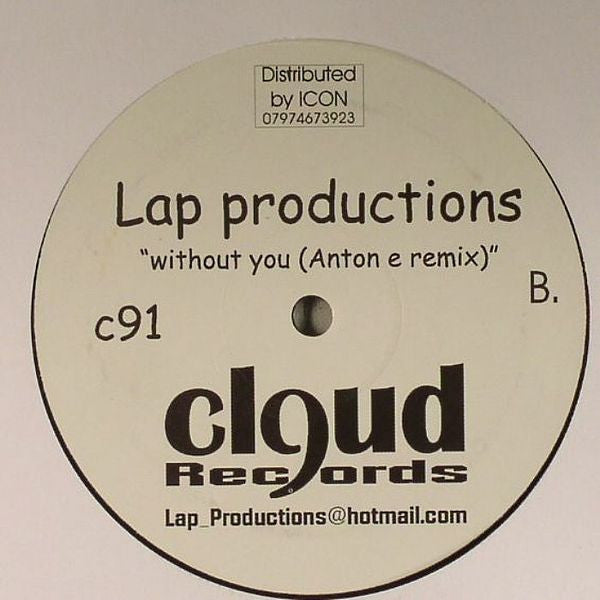 Distributed
by ICON
07974673923
Lap productions
"without you (Anton e remix)"
B.
c91
cl9ud
Records
Lap_Productions@hotmail.com